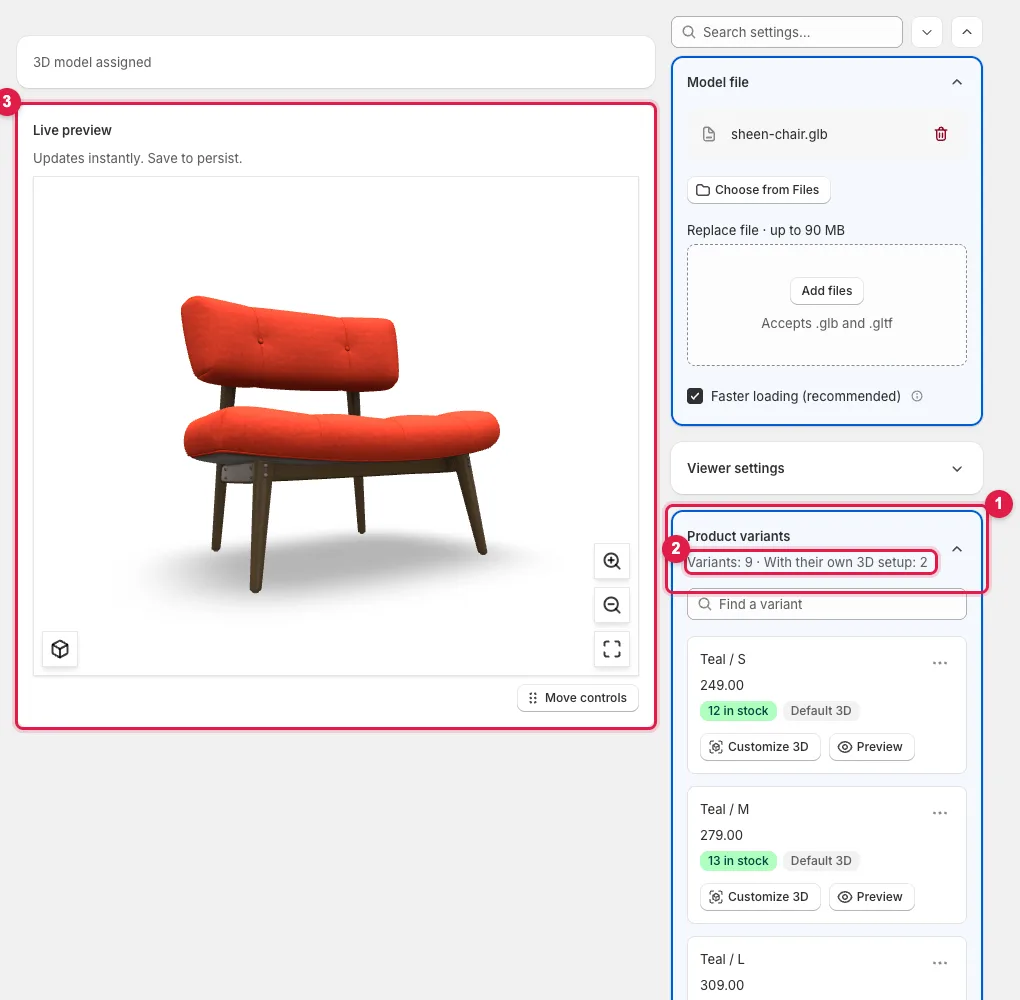 Search settings...
3D model assigned
Model file
3
Live preview
Updates instantly. Save to persist.
sheen-chair.glb
Choose from Files
Replace file · up to 90 MB
Add files
Accepts .glb and .gltf
Faster loading (recommended)
Viewer settings
1
Product variants
2
Variants: 9 · With their own 3D setup: 2
Find a variant
Move controls
Teal / S
249.00
12 in stock Default 3D
Customize 3D Preview
Teal / M
279.00
13 in stock Default 3D
Customize 3D Preview
Teal / L
309.00